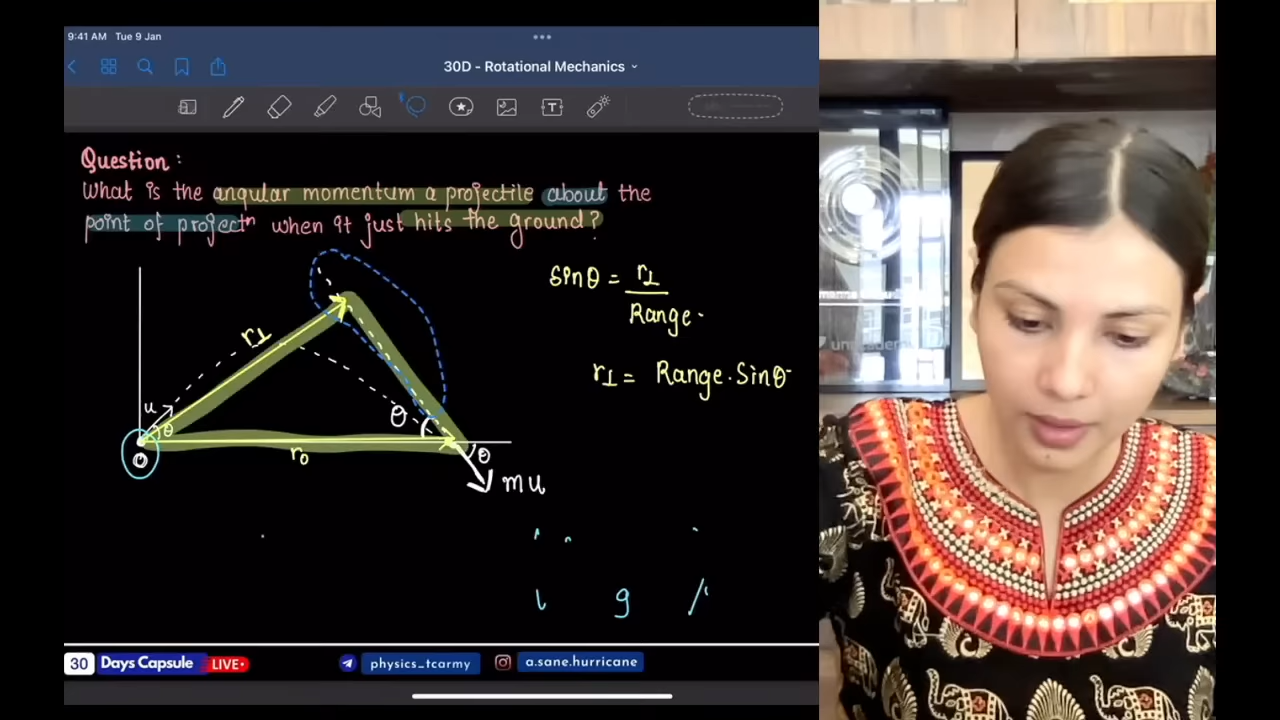 9:41 AM Tue 9 Jan
30D - Rotational Mechanics
Question :
What is the angular momentum a projectile about the
point of projectⁿ when it just hits the ground?
sinθ = r⊥
Range
r⊥ = Range · Sinθ
r⊥
u
θ
θ
r₀
θ
O
mu
g
30 Days Capsule LIVE
physics_tcarmy
a.sane.hurricane